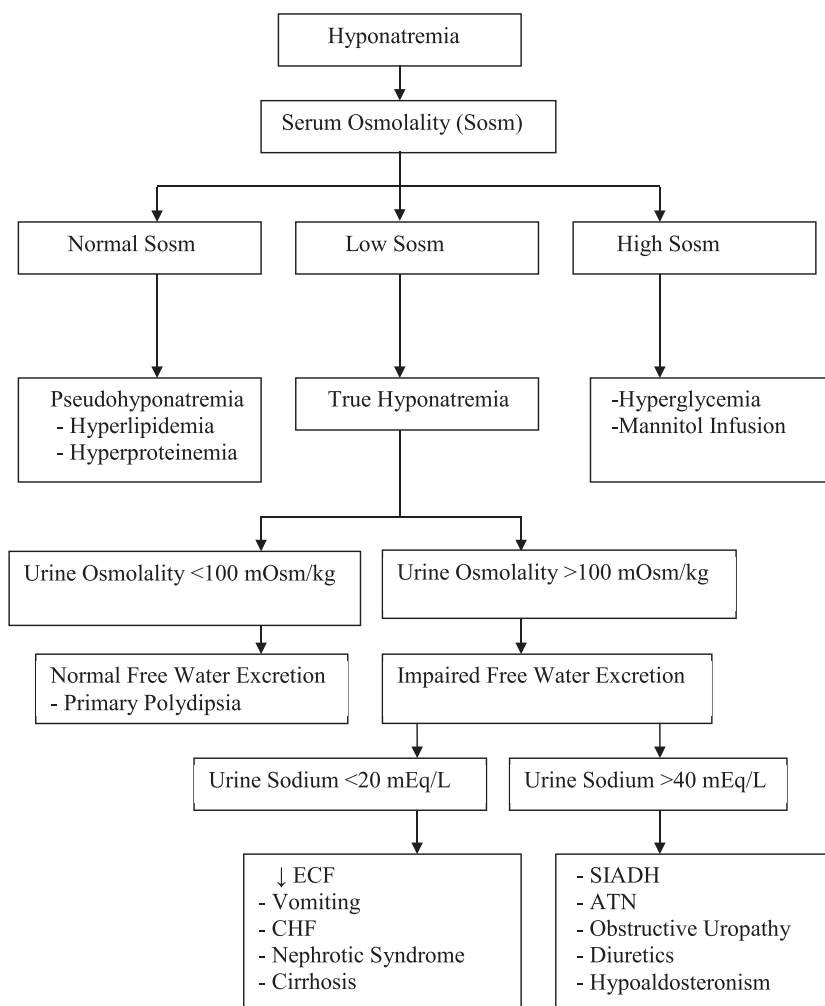 Hyponatremia
Serum Osmolality (Sosm)
Normal Sosm
Low Sosm
High Sosm
Pseudohyponatremia
- Hyperlipidemia
- Hyperproteinemia
True Hyponatremia
-Hyperglycemia
-Mannitol Infusion
Urine Osmolality <100 mOsm/kg
Urine Osmolality >100 mOsm/kg
Normal Free Water Excretion
- Primary Polydipsia
Impaired Free Water Excretion
Urine Sodium <20 mEq/L
Urine Sodium >40 mEq/L
↓ ECF
- Vomiting
- CHF
- Nephrotic Syndrome
- Cirrhosis
- SIADH
- ATN
- Obstructive Uropathy
- Diuretics
- Hypoaldosteronism